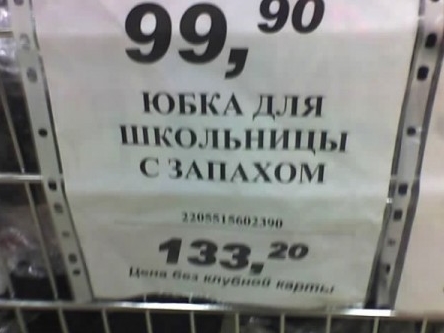 99,90
ЮБКА ДЛЯ
ШКОЛЬНИЦЫ
С ЗАПАХОМ
2205515602390
133,20
Цена без клубной карты